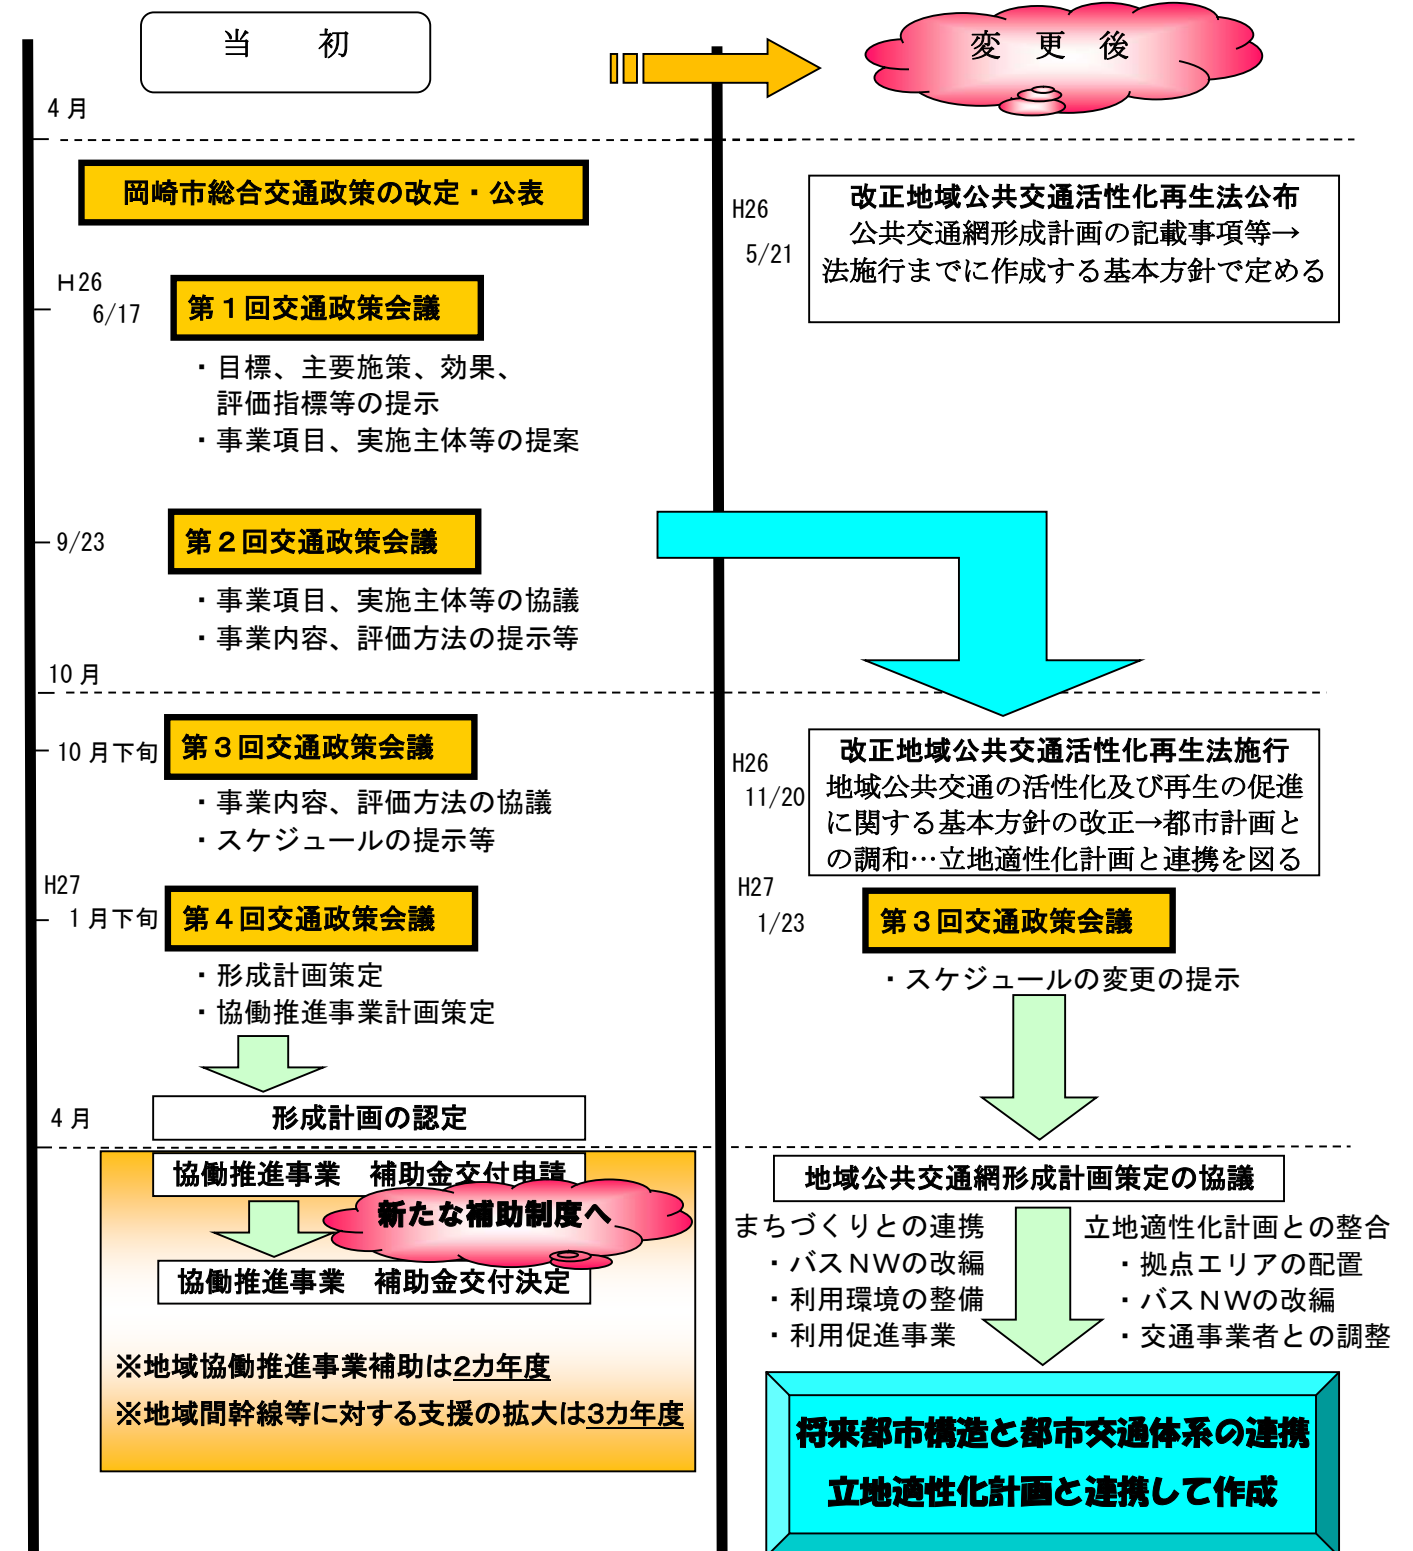 当　初
変　更　後
4月
岡崎市総合交通政策の改定・公表
H26
6/17
第1回交通政策会議
・目標、主要施策、効果、
評価指標等の提示
・事業項目、実施主体等の提案
9/23
第2回交通政策会議
・事業項目、実施主体等の協議
・事業内容、評価方法の提示等
10月
10月下旬
第3回交通政策会議
・事業内容、評価方法の協議
・スケジュールの提示等
H27
1月下旬
第4回交通政策会議
・形成計画策定
・協働推進事業計画策定
形成計画の認定
4月
協働推進事業　補助金交付申請
新たな補助制度へ
協働推進事業　補助金交付決定
※地域協働推進事業補助は2カ年度
※地域間幹線等に対する支援の拡大は3カ年度
H26
5/21
改正地域公共交通活性化再生法公布
公共交通網形成計画の記載事項等→
法施行までに作成する基本方針で定める
H26
11/20
改正地域公共交通活性化再生法施行
地域公共交通の活性化及び再生の促進
に関する基本方針の改正→都市計画と
の調和…立地適性化計画と連携を図る
H27
1/23
第3回交通政策会議
・スケジュールの変更の提示
地域公共交通網形成計画策定の協議
まちづくりとの連携
・バスNWの改編
・利用環境の整備
・利用促進事業
立地適性化計画との整合
・拠点エリアの配置
・バスNWの改編
・交通事業者との調整
将来都市構造と都市交通体系の連携
立地適性化計画と連携して作成